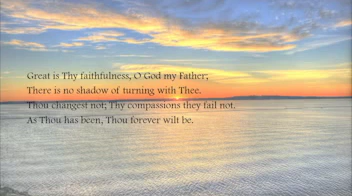 Great is Thy faithfulness, O God my Father;
There is no shadow of turning with Thee.
Thou changest not; Thy compassions they fail not.
As Thou has been, Thou forever wilt be.